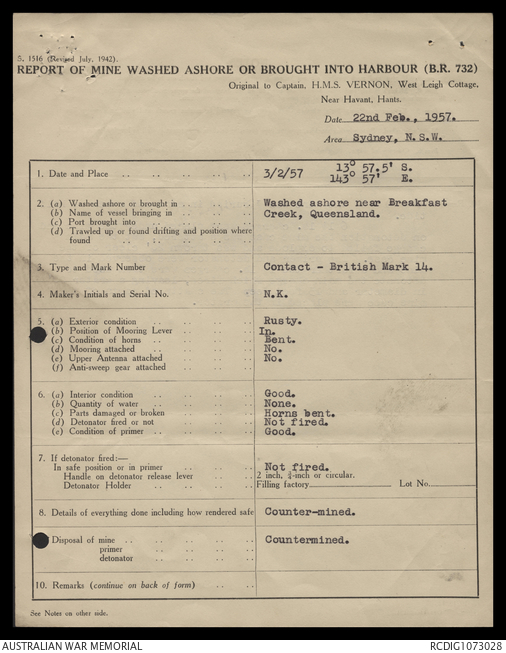 S. 1516 (Revised July, 1942).
REPORT OF MINE WASHED ASHORE OR BROUGHT INTO HARBOUR (B.R. 732)
Original to Captain, H.M.S. VERNON, West Leigh Cottage,
Near Havant, Hants.
Date 22nd Feb., 1957.
Area Sydney, N.S.W.
1. Date and Place .. .. .. .. .. 3/2/57 13° 57.5' S.
143° 57' E.
2. (a) Washed ashore or brought in .. .. .. .. Washed ashore near Breakfast
(b) Name of vessel bringing in .. .. .. .. Creek, Queensland.
(c) Port brought into .. .. .. ..
(d) Trawled up or found drifting and position where
found .. .. .. ..
3. Type and Mark Number .. .. .. Contact - British Mark 14.
4. Maker's Initials and Serial No. .. .. .. N.K.
5. (a) Exterior condition .. .. .. .. Rusty.
(b) Position of Mooring Lever .. .. .. .. In.
(c) Condition of horns .. .. .. .. Bent.
(d) Mooring attached .. .. .. .. No.
(e) Upper Antenna attached .. .. .. No.
(f) Anti-sweep gear attached .. .. ..
6. (a) Interior condition .. .. .. .. Good.
(b) Quantity of water .. .. .. .. None.
(c) Parts damaged or broken .. .. .. Horns bent.
(d) Detonator fired or not .. .. .. Not fired.
(e) Condition of primer .. .. .. .. Good.
7. If detonator fired:—
In safe position or in primer .. .. .. Not fired.
Handle on detonator release lever .. .. 2 inch, ¾-inch or circular.
Detonator Holder .. .. .. .. Filling factory Lot No.
8. Details of everything done including how rendered safe Counter-mined.
Disposal of mine .. .. .. .. .. Countermined.
primer .. .. .. ..
detonator .. .. .. ..
10. Remarks (continue on back of form) .. .. ..
See Notes on other side.
AUSTRALIAN WAR MEMORIAL RCDIG1073028